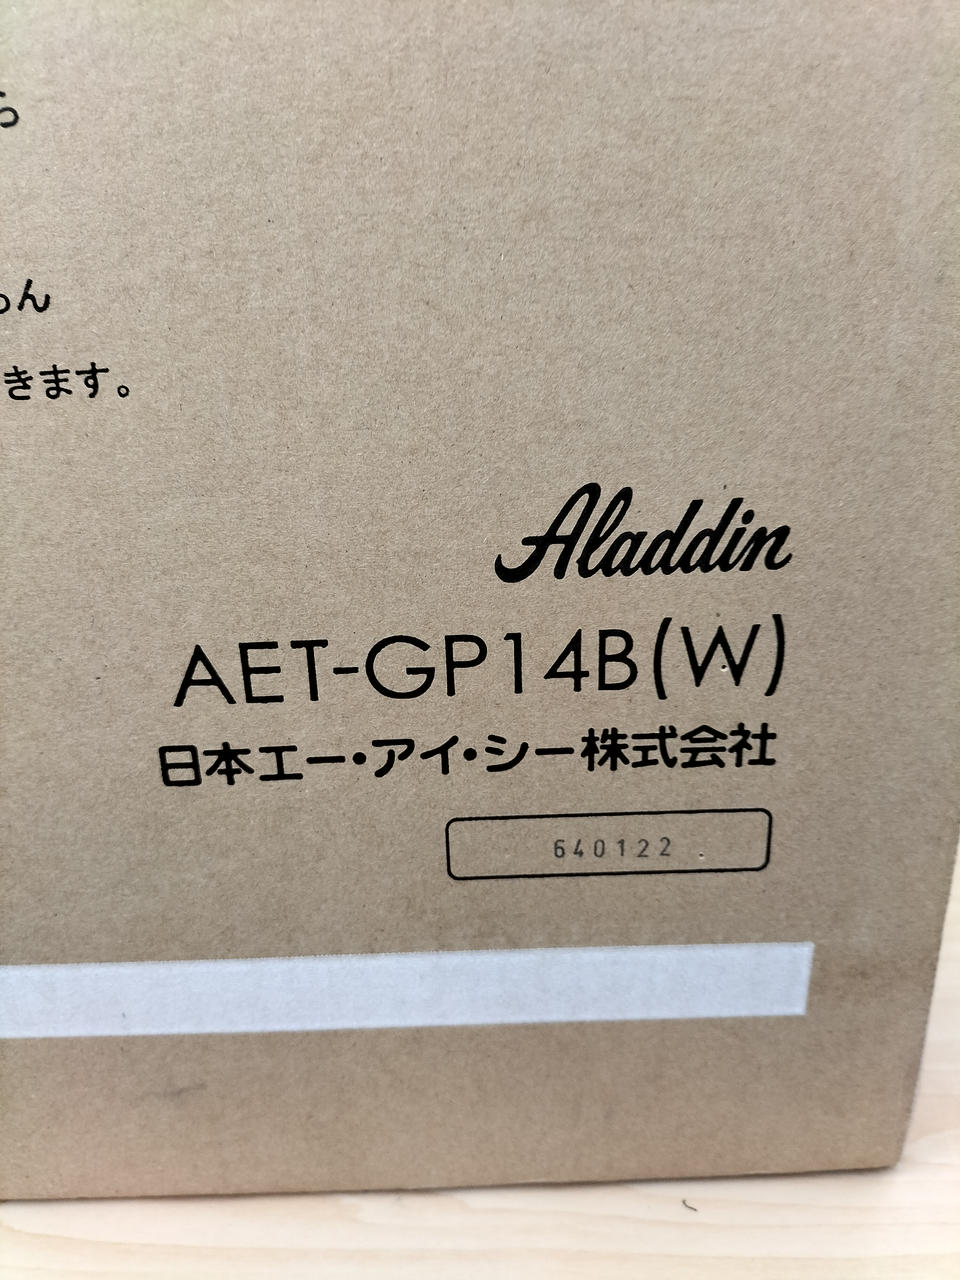 ら
ん
きます。
Aladdin
AET-GP14B(W)
日本エー・アイ・シー株式会社
640122